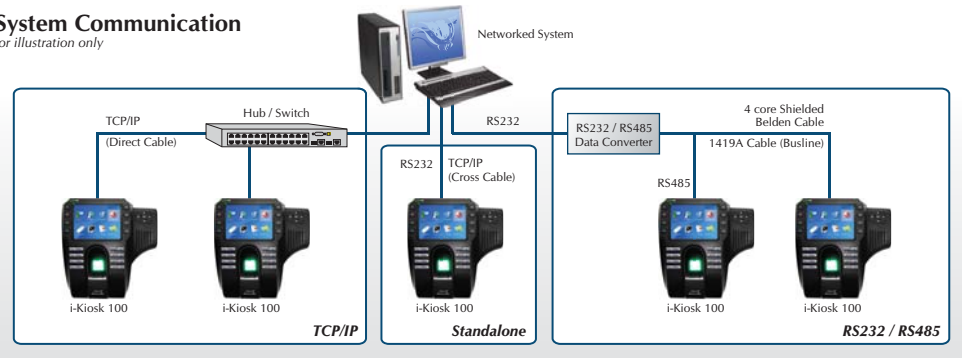 System Communication
or illustration only
Networked System
Hub / Switch
TCP/IP
(Direct Cable)
RS232
TCP/IP
(Cross Cable)
RS232
RS232 / RS485
Data Converter
4 core Shielded
Belden Cable
1419A Cable (Busline)
RS485
i-Kiosk 100
i-Kiosk 100
i-Kiosk 100
i-Kiosk 100
i-Kiosk 100
TCP/IP
Standalone
RS232 / RS485